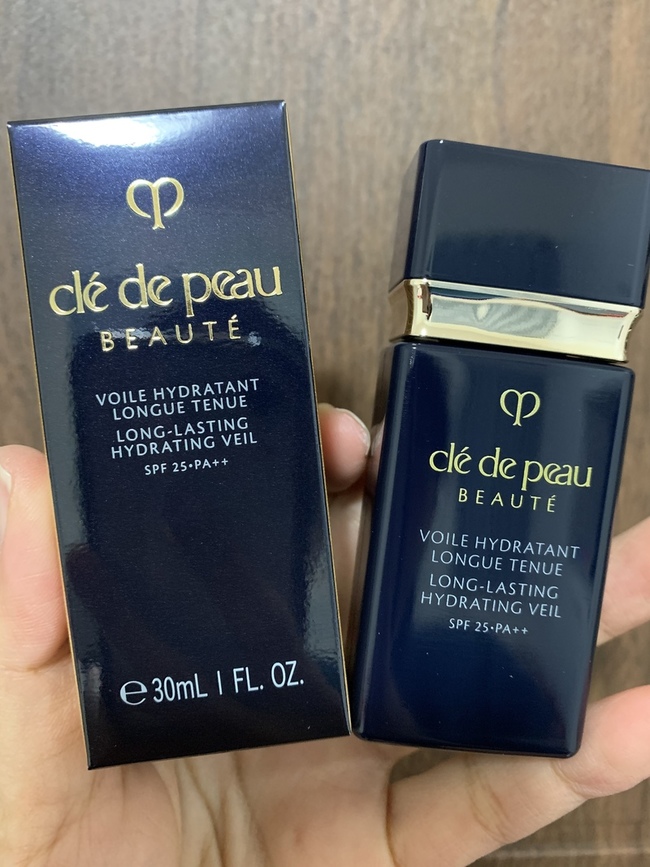 clé de peau
BEAUTÉ
VOILE HYDRATANT
LONGUE TENUE
LONG-LASTING
HYDRATING VEIL
SPF 25•PA++
℮30mL 1 FL. OZ.
clé de peau
BEAUTÉ
VOILE HYDRATANT
LONGUE TENUE
LONG-LASTING
HYDRATING VEIL
SPF 25•PA++